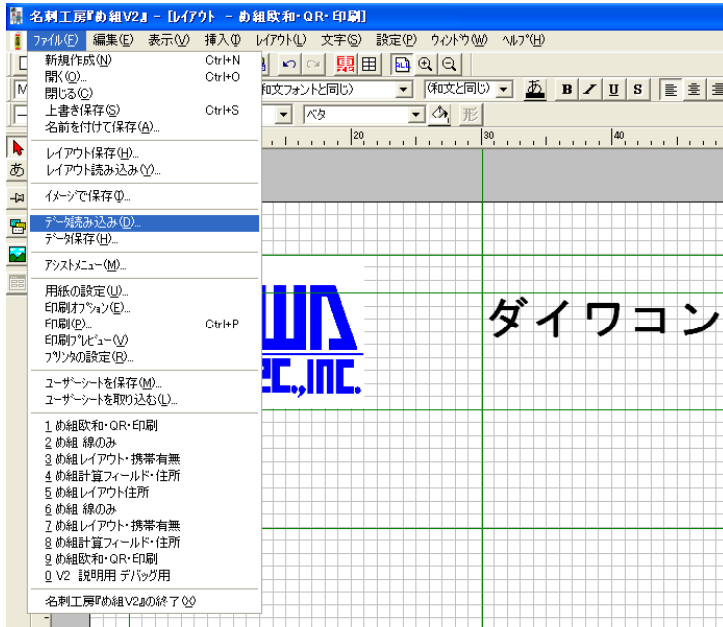 名刺工房『め組V2』 - [ﾚｲｱｳﾄ - め組欧和・QR・印刷]
ﾌｧｲﾙ(F) 編集(E) 表示(V) 挿入(I) ﾚｲｱｳﾄ(L) 文字(S) 設定(P) ｳｨﾝﾄﾞｳ(W) ﾍﾙﾌﾟ(H)
和文フォントと同じ) (和文と同じ) あ B I U S
ベタ 形
20 30 40
新規作成(N) Ctrl+N
開く(O)... Ctrl+O
閉じる(C)
上書き保存(S) Ctrl+S
名前を付けて保存(A)...
レイアウト保存(H)...
レイアウト読み込み(Y)...
イメージで保存(I)...
ﾃﾞｰﾀ読み込み(D)...
ﾃﾞｰﾀ保存(H)...
ｱｼｽﾄﾒﾆｭｰ(M)...
用紙の設定(U)...
印刷ｵﾌﾟｼｮﾝ(E)...
印刷(P)... Ctrl+P
印刷ﾌﾟﾚﾋﾞｭｰ(V)
ﾌﾟﾘﾝﾀの設定(R)...
ユーザーシートを保存(M)...
ユーザーシートを取り込む(L)...
1 め組欧和・QR・印刷
2 め組 線のみ
3 め組レイアウト・携帯有無
4 め組計算フィールド・住所
5 め組レイアウト住所
6 め組 線のみ
7 め組レイアウト・携帯有無
8 め組計算フィールド・住所
9 め組欧和・QR・印刷
0 V2 説明用 デバッグ用
名刺工房『め組V2』の終了(X)
あ
ダイワコン
EC.,INC.